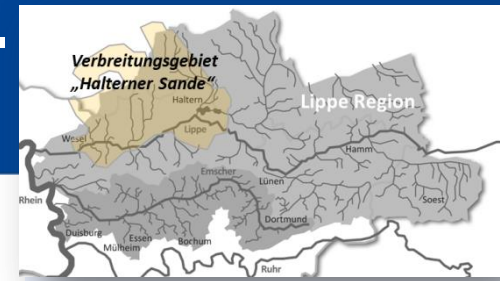 Verbreitungsgebiet
„Halterner Sande“
Haltern
Lippe Region
Wesel
Lippe
Hamm
Emscher
Lünen
Rhein
Soest
Dortmund
Duisburg
Essen
Bochum
Mülheim
Ruhr